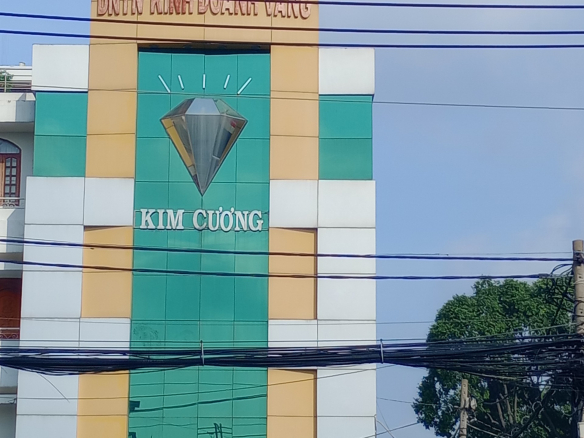 DNTN KINH DOANH VÀNG
KIM CƯƠNG